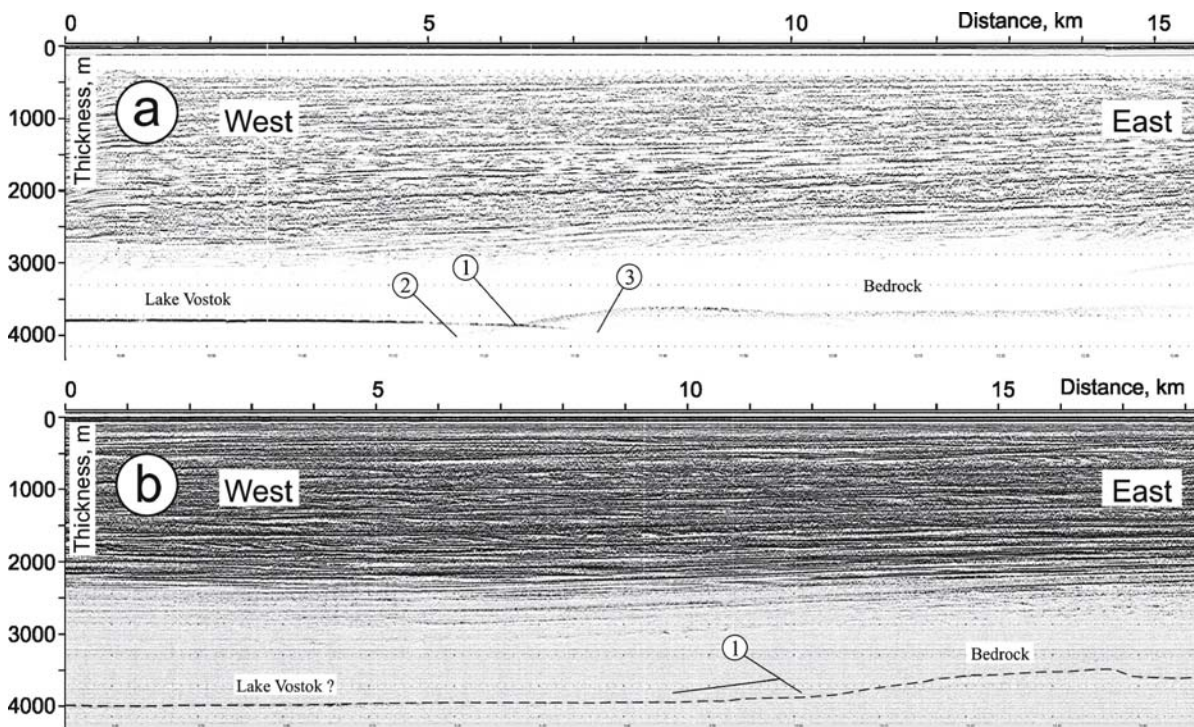 0 5 10 Distance, km 15
0
1000
2000
3000
4000
Thickness, m
a
West
East
1
2
3
Lake Vostok
Bedrock
0 5 10 15 Distance, km
0
1000
2000
3000
4000
Thickness, m
b
West
East
1
Bedrock
Lake Vostok ?